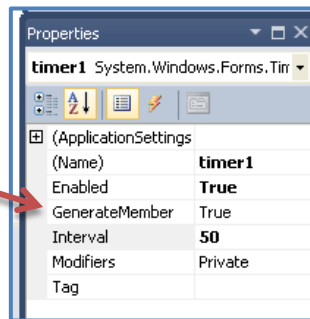 Properties
timer1 System.Windows.Forms.Tim
(ApplicationSettings
(Name) timer1
Enabled True
GenerateMember True
Interval 50
Modifiers Private
Tag